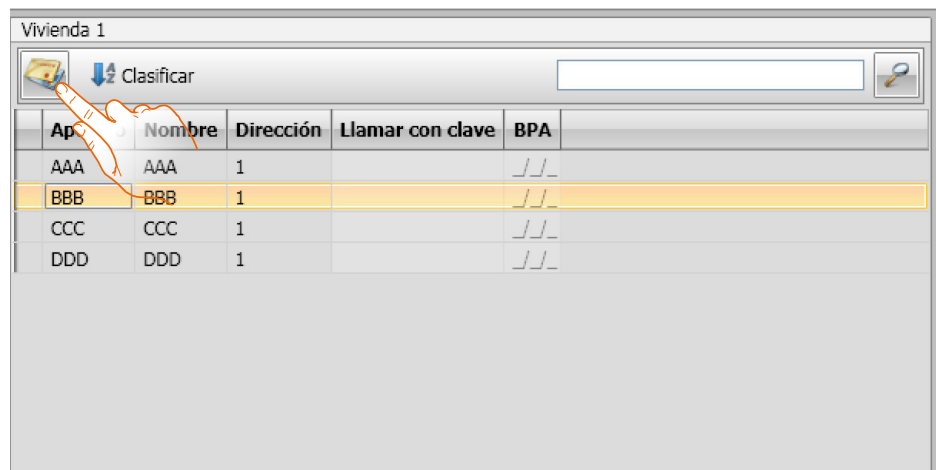 Vivienda 1
Clasificar
Nombre Dirección Llamar con clave BPA
AAA AAA 1 _/_/_
BBB BBB 1 _/_/_
CCC CCC 1 _/_/_
DDD DDD 1 _/_/_